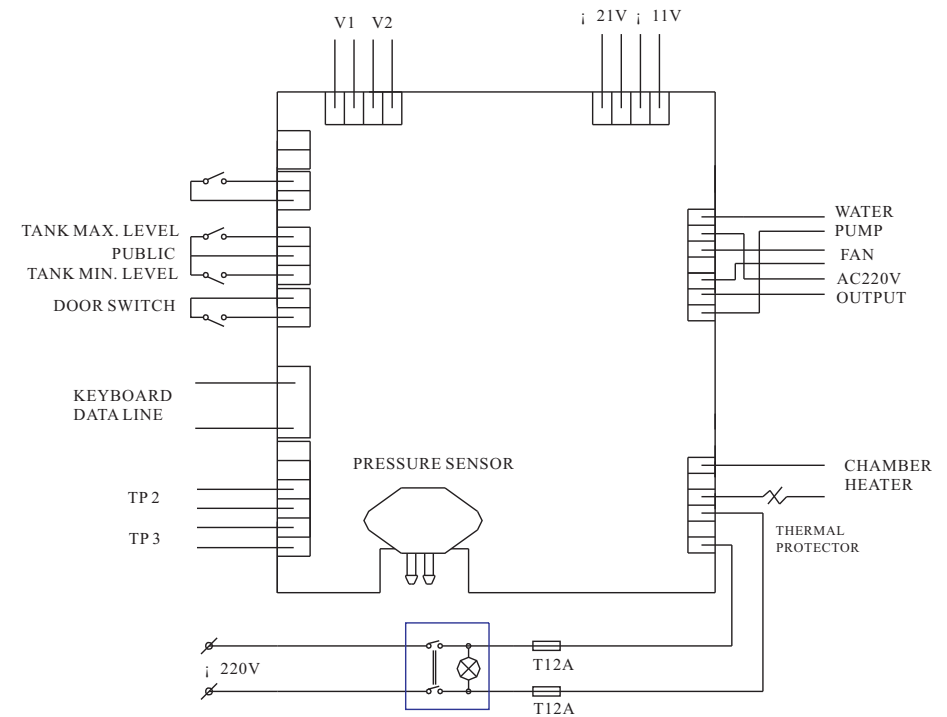 V1 V2
¡ 21V ¡ 11V
TANK MAX. LEVEL
PUBLIC
TANK MIN. LEVEL
DOOR SWITCH
KEYBOARD
DATA LINE
TP 2
TP 3
PRESSURE SENSOR
WATER
PUMP
FAN
AC220V
OUTPUT
CHAMBER
HEATER
THERMAL
PROTECTOR
¡ 220V
T12A
T12A